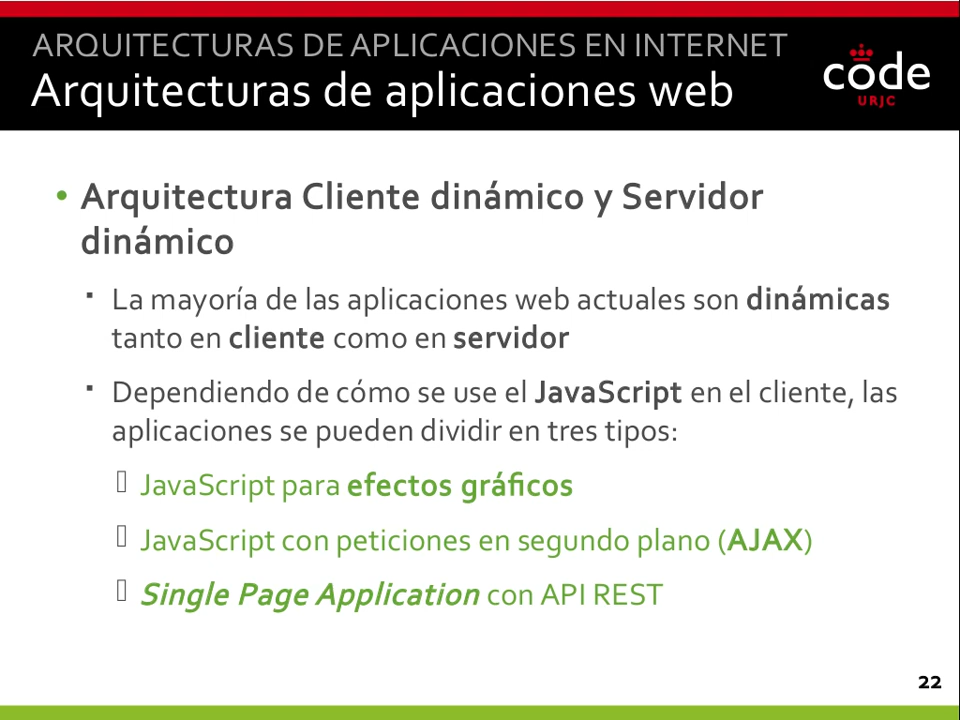 ARQUITECTURAS DE APLICACIONES EN INTERNET
Arquitecturas de aplicaciones web
code
URJC
• Arquitectura Cliente dinámico y Servidor
dinámico
▪ La mayoría de las aplicaciones web actuales son dinámicas
tanto en cliente como en servidor
▪ Dependiendo de cómo se use el JavaScript en el cliente, las
aplicaciones se pueden dividir en tres tipos:
JavaScript para efectos gráficos
JavaScript con peticiones en segundo plano (AJAX)
Single Page Application con API REST
22